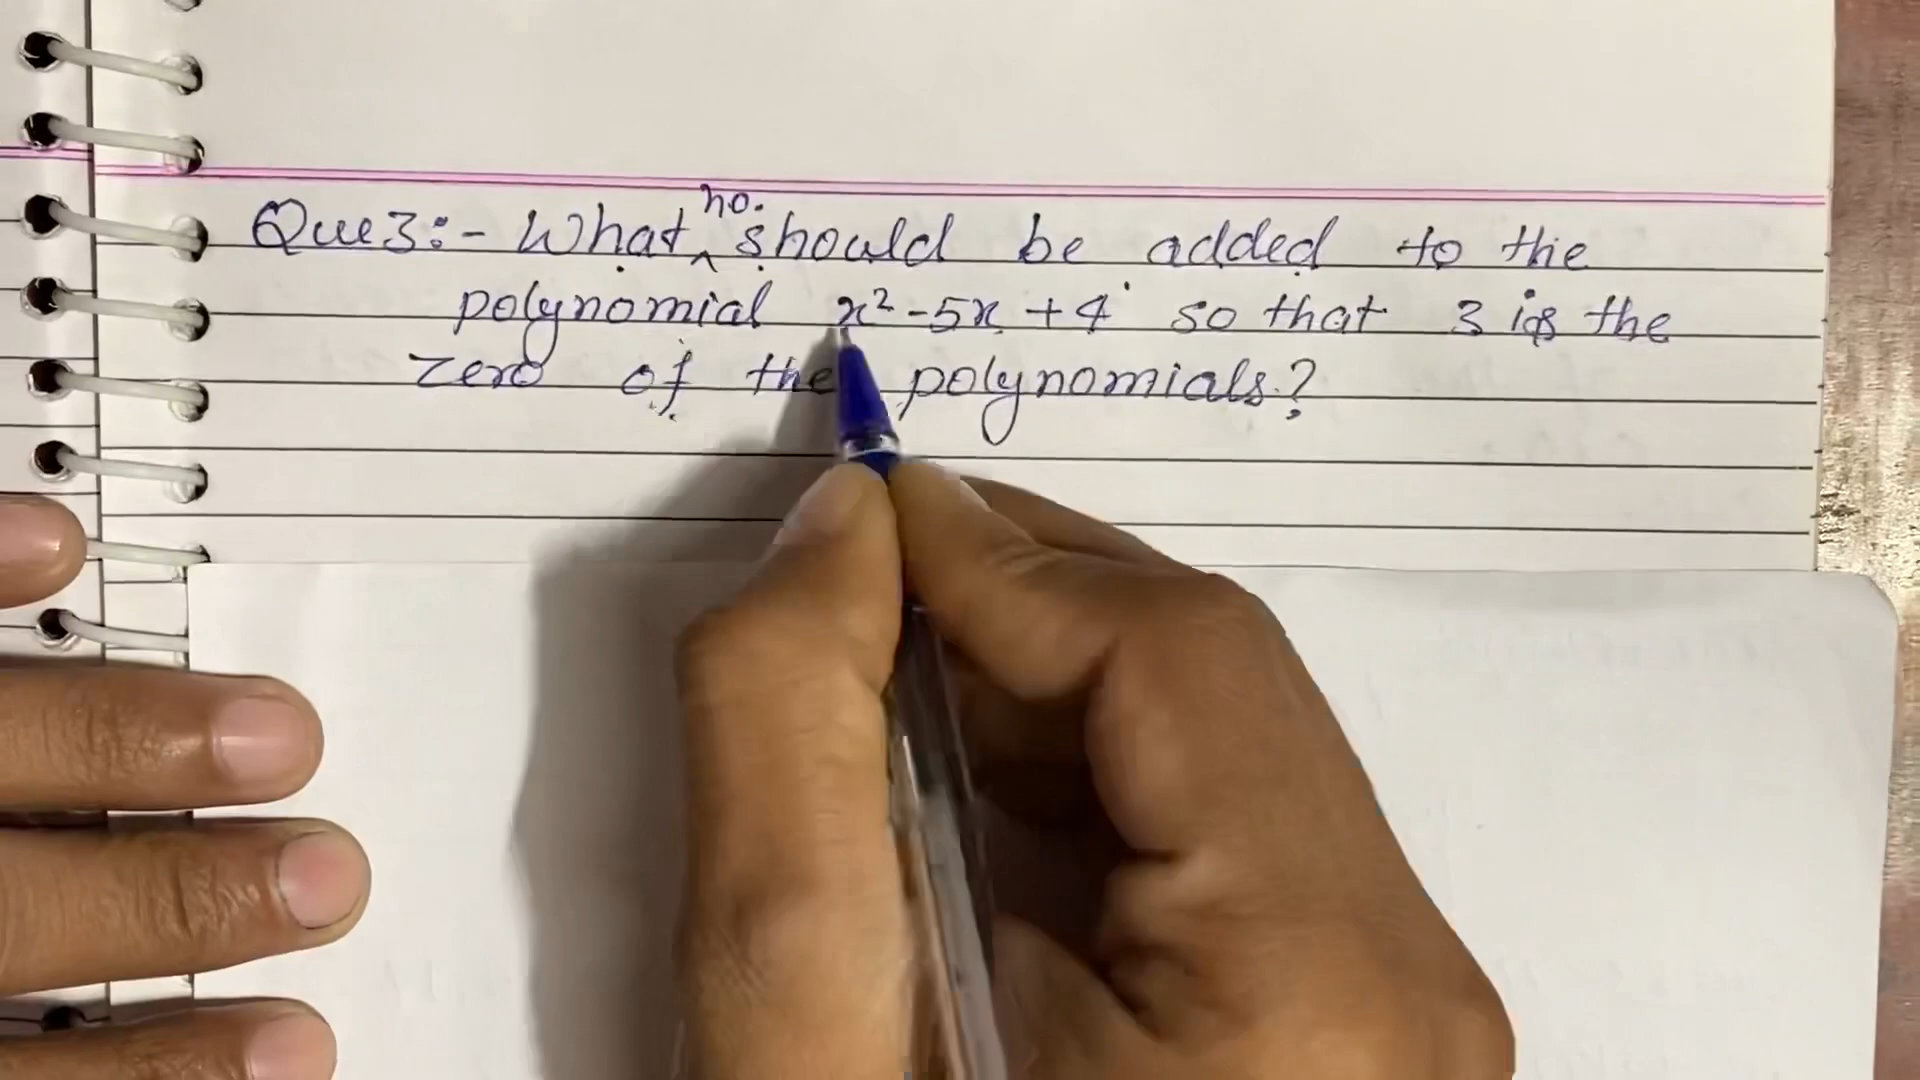 Que3:- What no. should be added to the
polynomial x² - 5x + 4 so that 3 is the
zero of the polynomials?